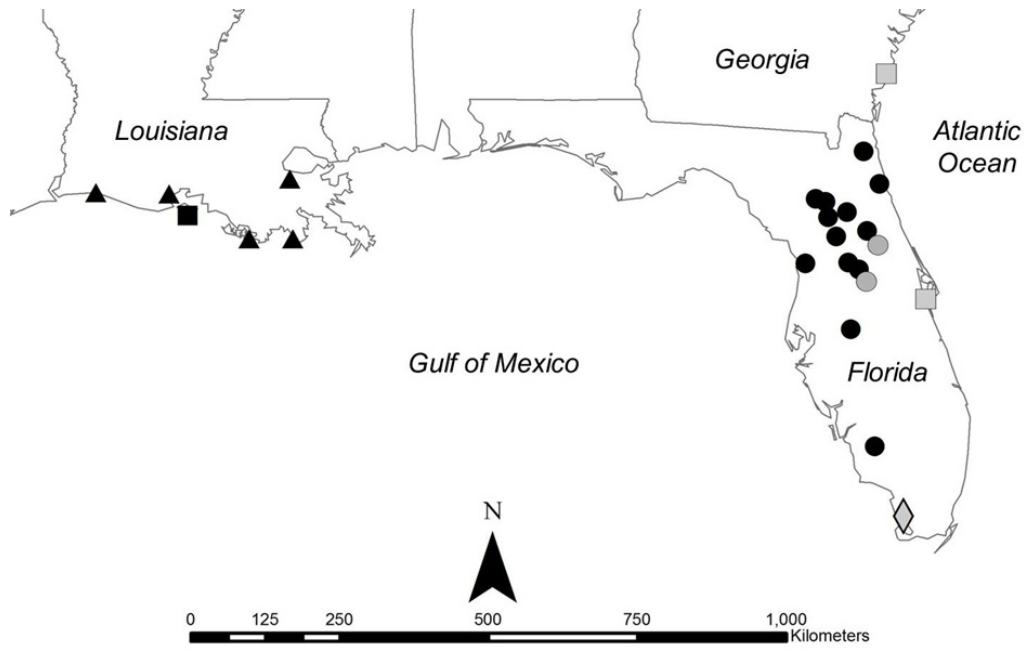 Georgia
Louisiana
Atlantic
Ocean
Gulf of Mexico
Florida
N
0 125 250 500 750 1,000
Kilometers